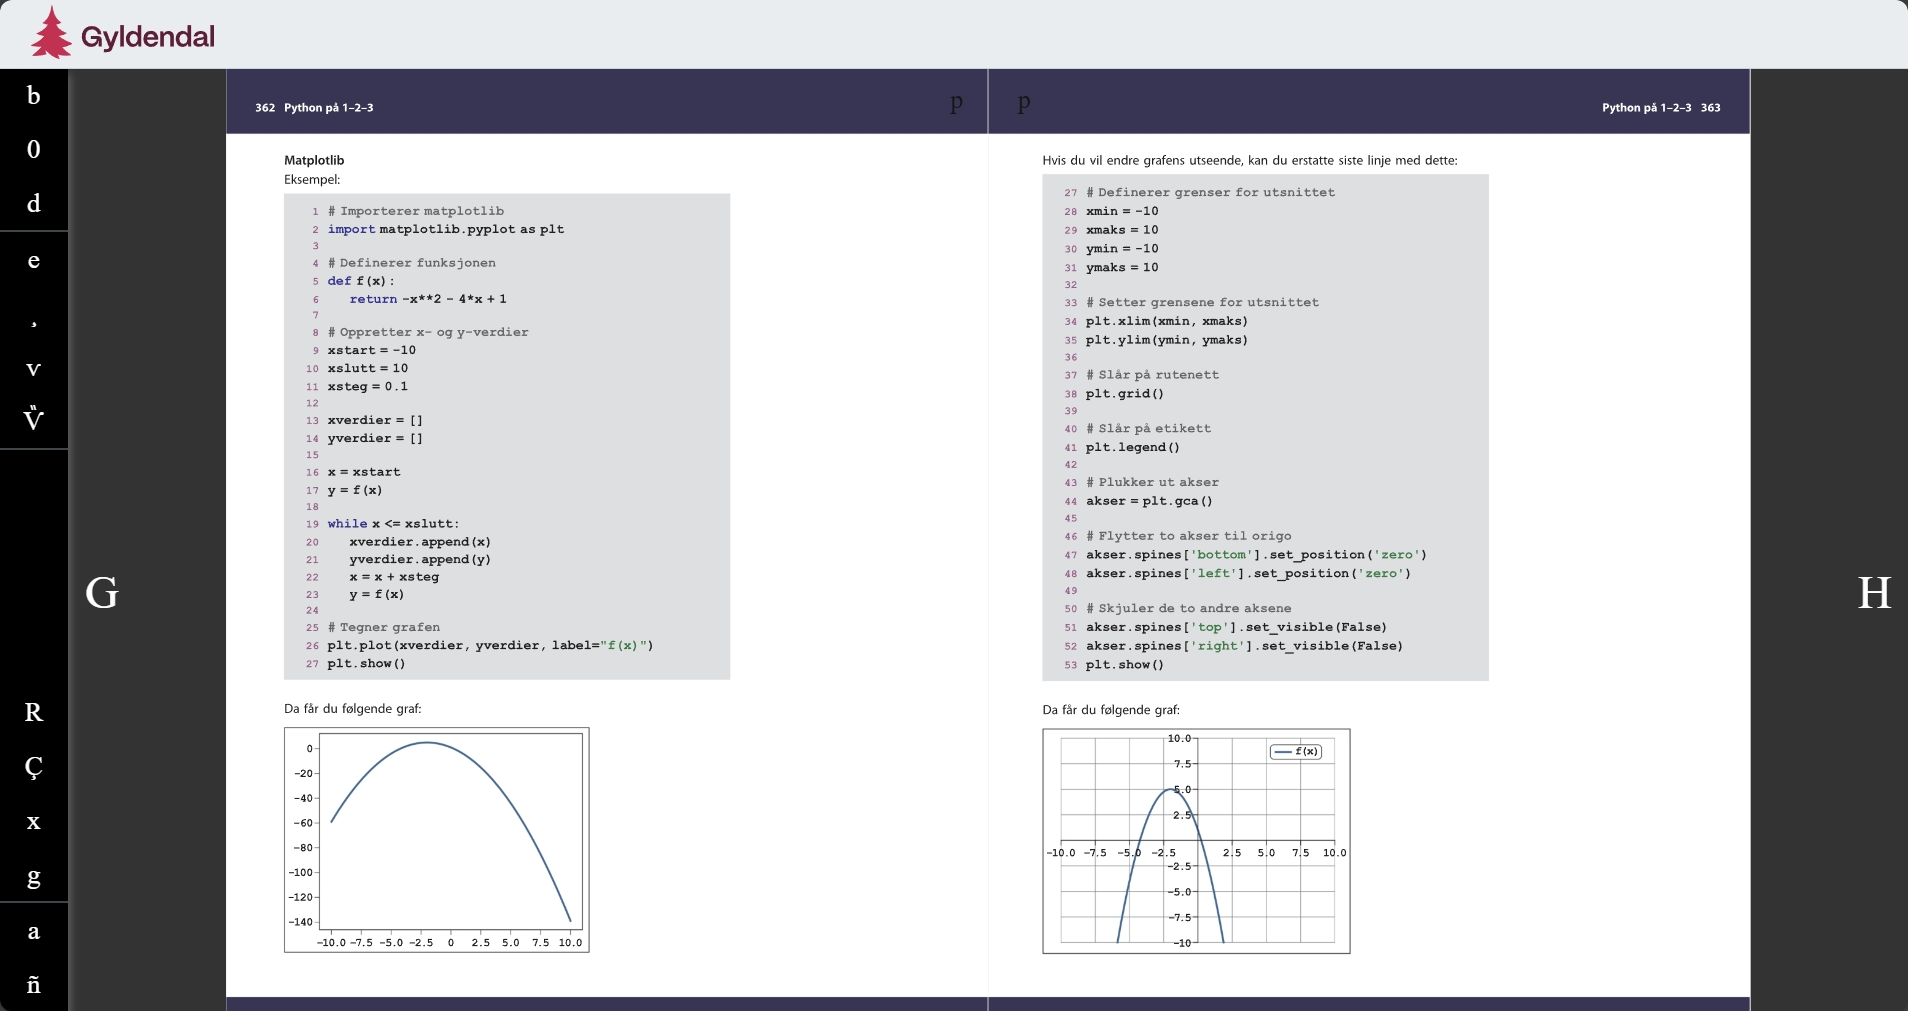 Gyldendal
b
0
d
e
¸
v
V̏
R
Ç
x
g
a
ñ
G
H
362 Python på 1–2–3
p
Matplotlib
Eksempel:
1 # Importerer matplotlib
2 import matplotlib.pyplot as plt
3
4 # Definerer funksjonen
5 def f(x):
6 return -x**2 - 4*x + 1
7
8 # Oppretter x- og y-verdier
9 xstart = -10
10 xslutt = 10
11 xsteg = 0.1
12
13 xverdier = []
14 yverdier = []
15
16 x = xstart
17 y = f(x)
18
19 while x <= xslutt:
20 xverdier.append(x)
21 yverdier.append(y)
22 x = x + xsteg
23 y = f(x)
24
25 # Tegner grafen
26 plt.plot(xverdier, yverdier, label="f(x)")
27 plt.show()
Da får du følgende graf:
0
-20
-40
-60
-80
-100
-120
-140
-10.0 -7.5 -5.0 -2.5 0 2.5 5.0 7.5 10.0
p
Python på 1–2–3 363
Hvis du vil endre grafens utseende, kan du erstatte siste linje med dette:
27 # Definerer grenser for utsnittet
28 xmin = -10
29 xmaks = 10
30 ymin = -10
31 ymaks = 10
32
33 # Setter grensene for utsnittet
34 plt.xlim(xmin, xmaks)
35 plt.ylim(ymin, ymaks)
36
37 # Slår på rutenett
38 plt.grid()
39
40 # Slår på etikett
41 plt.legend()
42
43 # Plukker ut akser
44 akser = plt.gca()
45
46 # Flytter to akser til origo
47 akser.spines['bottom'].set_position('zero')
48 akser.spines['left'].set_position('zero')
49
50 # Skjuler de to andre aksene
51 akser.spines['top'].set_visible(False)
52 akser.spines['right'].set_visible(False)
53 plt.show()
Da får du følgende graf:
10.0
f(x)
7.5
5.0
2.5
-10.0 -7.5 -5.0 -2.5 2.5 5.0 7.5 10.0
-2.5
-5.0
-7.5
-10